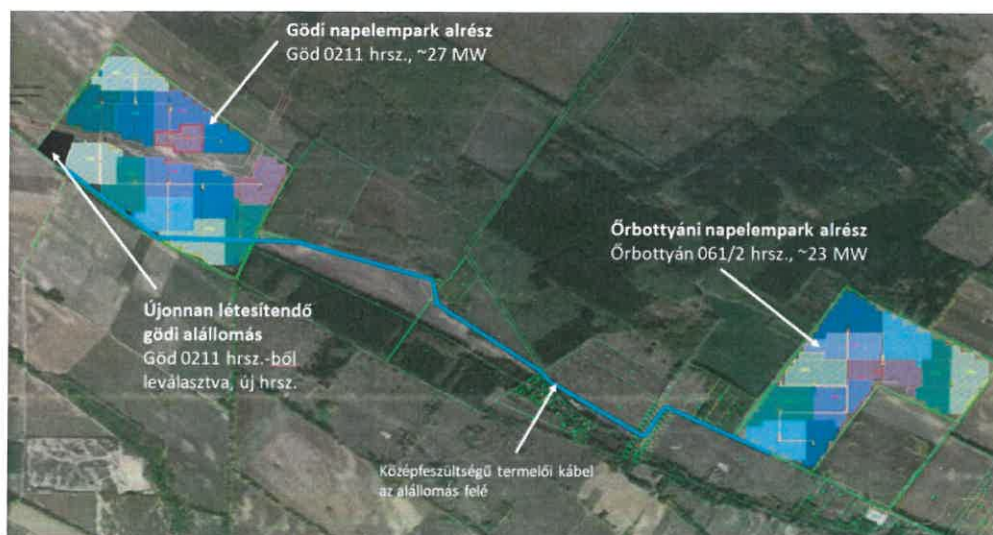 Gödi napelempark alrész
Göd 0211 hrsz., ~27 MW
Őrbottyáni napelempark alrész
Őrbottyán 061/2 hrsz., ~23 MW
Újonnan létesítendő
gödi alállomás
Göd 0211 hrsz.-ből
leválasztva, új hrsz.
Középfeszültségű termelői kábel
az alállomás felé